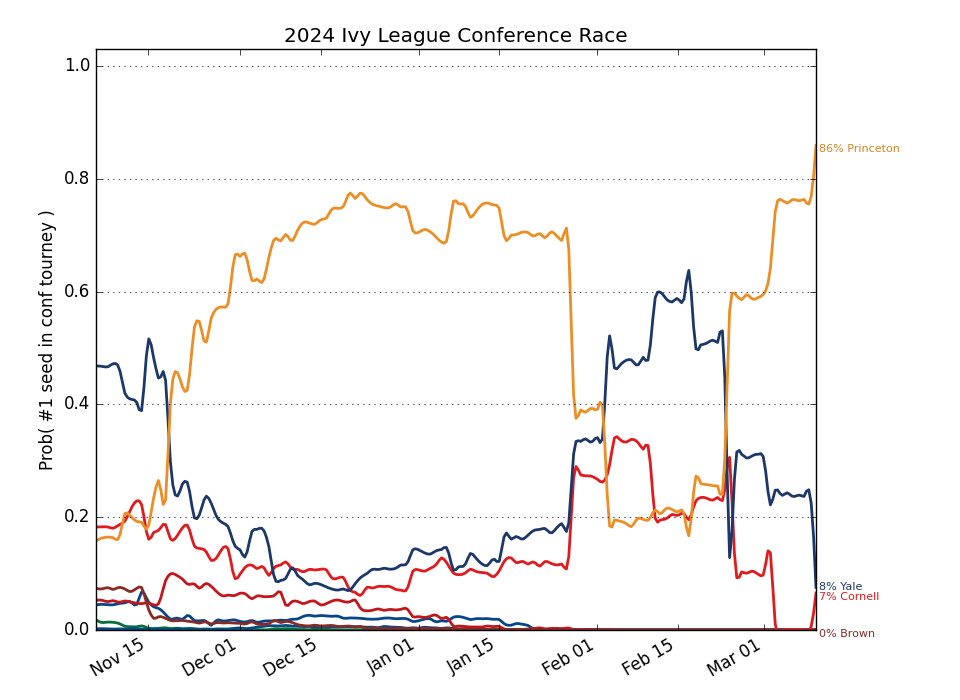 2024 Ivy League Conference Race
Prob( #1 seed in conf tourney )
1.0
0.8
0.6
0.4
0.2
0.0
86% Princeton
8% Yale
7% Cornell
0% Brown
Nov 15
Dec 01
Dec 15
Jan 01
Jan 15
Feb 01
Feb 15
Mar 01